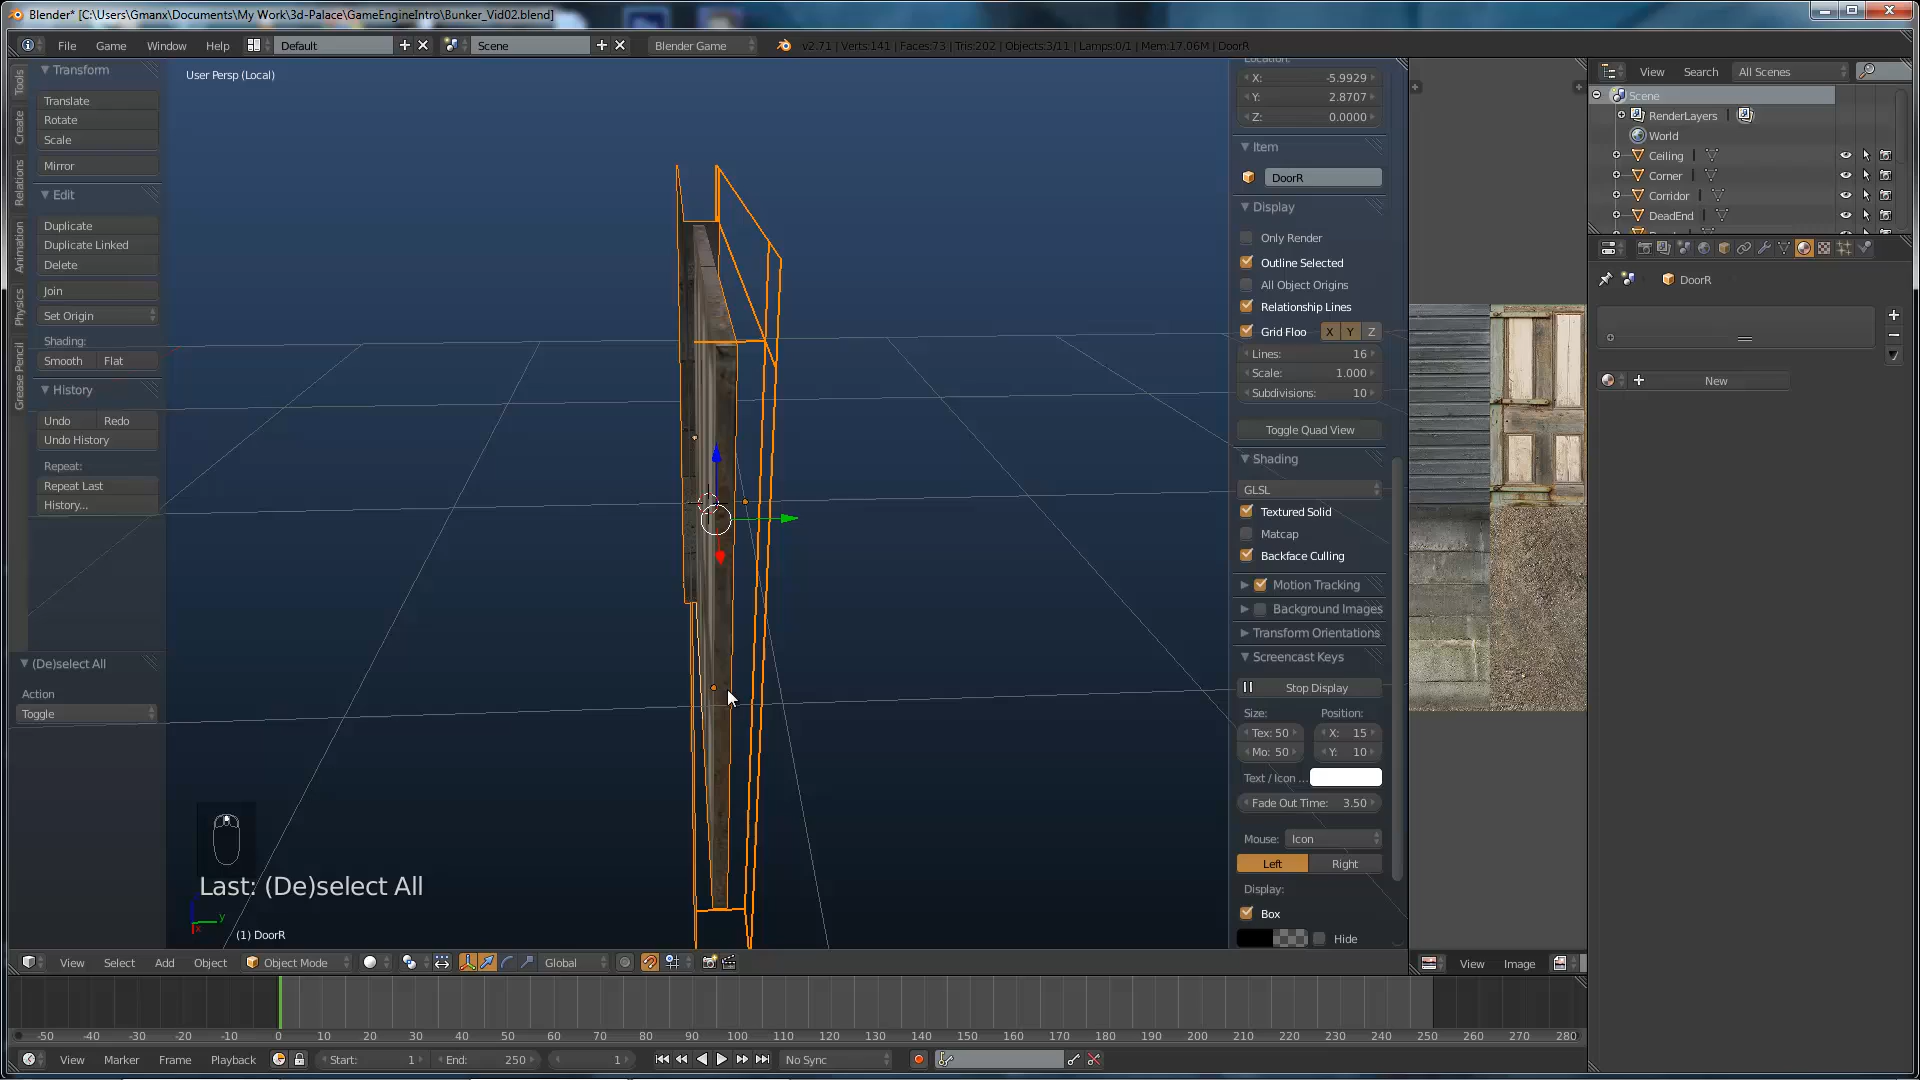 Blender* [C:\Users\Gmanx\Documents\My Work\3d-Palace\GameEngineIntro\Bunker_Vid02.blend]
File Game Window Help Default Scene Blender Game v2.71 | Verts:141 | Faces:73 | Tris:202 | Objects:3/11 | Lamps:0/1 | Mem:17.06M | DoorR
Tools
Create
Relations
Animation
Physics
Grease Pencil
Transform
Translate
Rotate
Scale
Mirror
Edit
Duplicate
Duplicate Linked
Delete
Join
Set Origin
Shading:
Smooth Flat
History
Undo Redo
Undo History
Repeat:
Repeat Last
History...
(De)select All
Action
Toggle
User Persp (Local)
Last: (De)select All
y
x
(1) DoorR
Location:
X: -5.9929
Y: 2.8707
Z: 0.0000
Item
DoorR
Display
Only Render
Outline Selected
All Object Origins
Relationship Lines
Grid Floo X Y Z
Lines: 16
Scale: 1.000
Subdivisions: 10
Toggle Quad View
Shading
GLSL
Textured Solid
Matcap
Backface Culling
Motion Tracking
Background Images
Transform Orientations
Screencast Keys
Stop Display
Size: Position:
Tex: 50 X: 15
Mo: 50 Y: 10
Text / Icon ...
Fade Out Time: 3.50
Mouse: Icon
Left Right
Display:
Box
Hide
View Search All Scenes
Scene
RenderLayers
World
Ceiling
Corner
Corridor
DeadEnd
DoorR
New
View Select Add Object Object Mode Global
View Image
-50 -40 -30 -20 -10 0 10 20 30 40 50 60 70 80 90 100 110 120 130 140 150 160 170 180 190 200 210 220 230 240 250 260 270 280
View Marker Frame Playback Start: 1 End: 250 1 No Sync